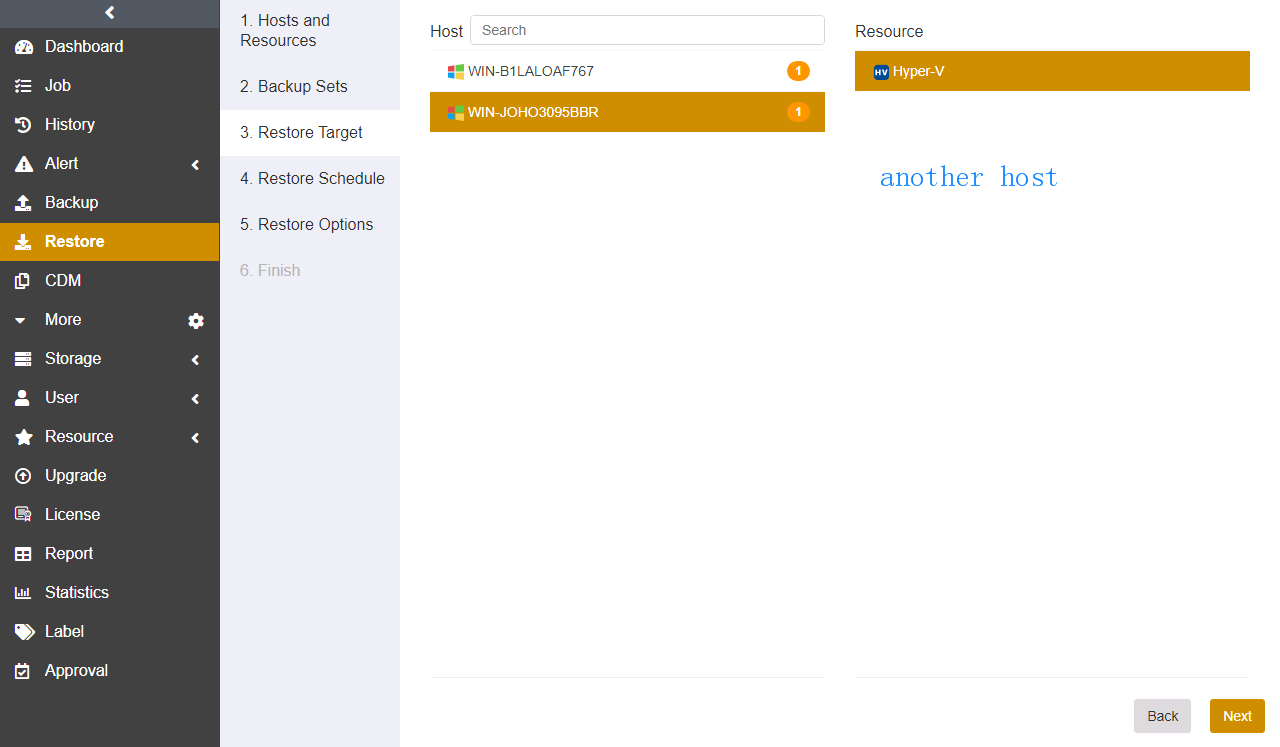 Dashboard
Job
History
Alert
Backup
Restore
CDM
More
Storage
User
Resource
Upgrade
License
Report
Statistics
Label
Approval
1. Hosts and
Resources
2. Backup Sets
3. Restore Target
4. Restore Schedule
5. Restore Options
6. Finish
Host Search
WIN-B1LALOAF767 1
WIN-JOHO3095BBR 1
Resource
HV Hyper-V
another host
Back Next